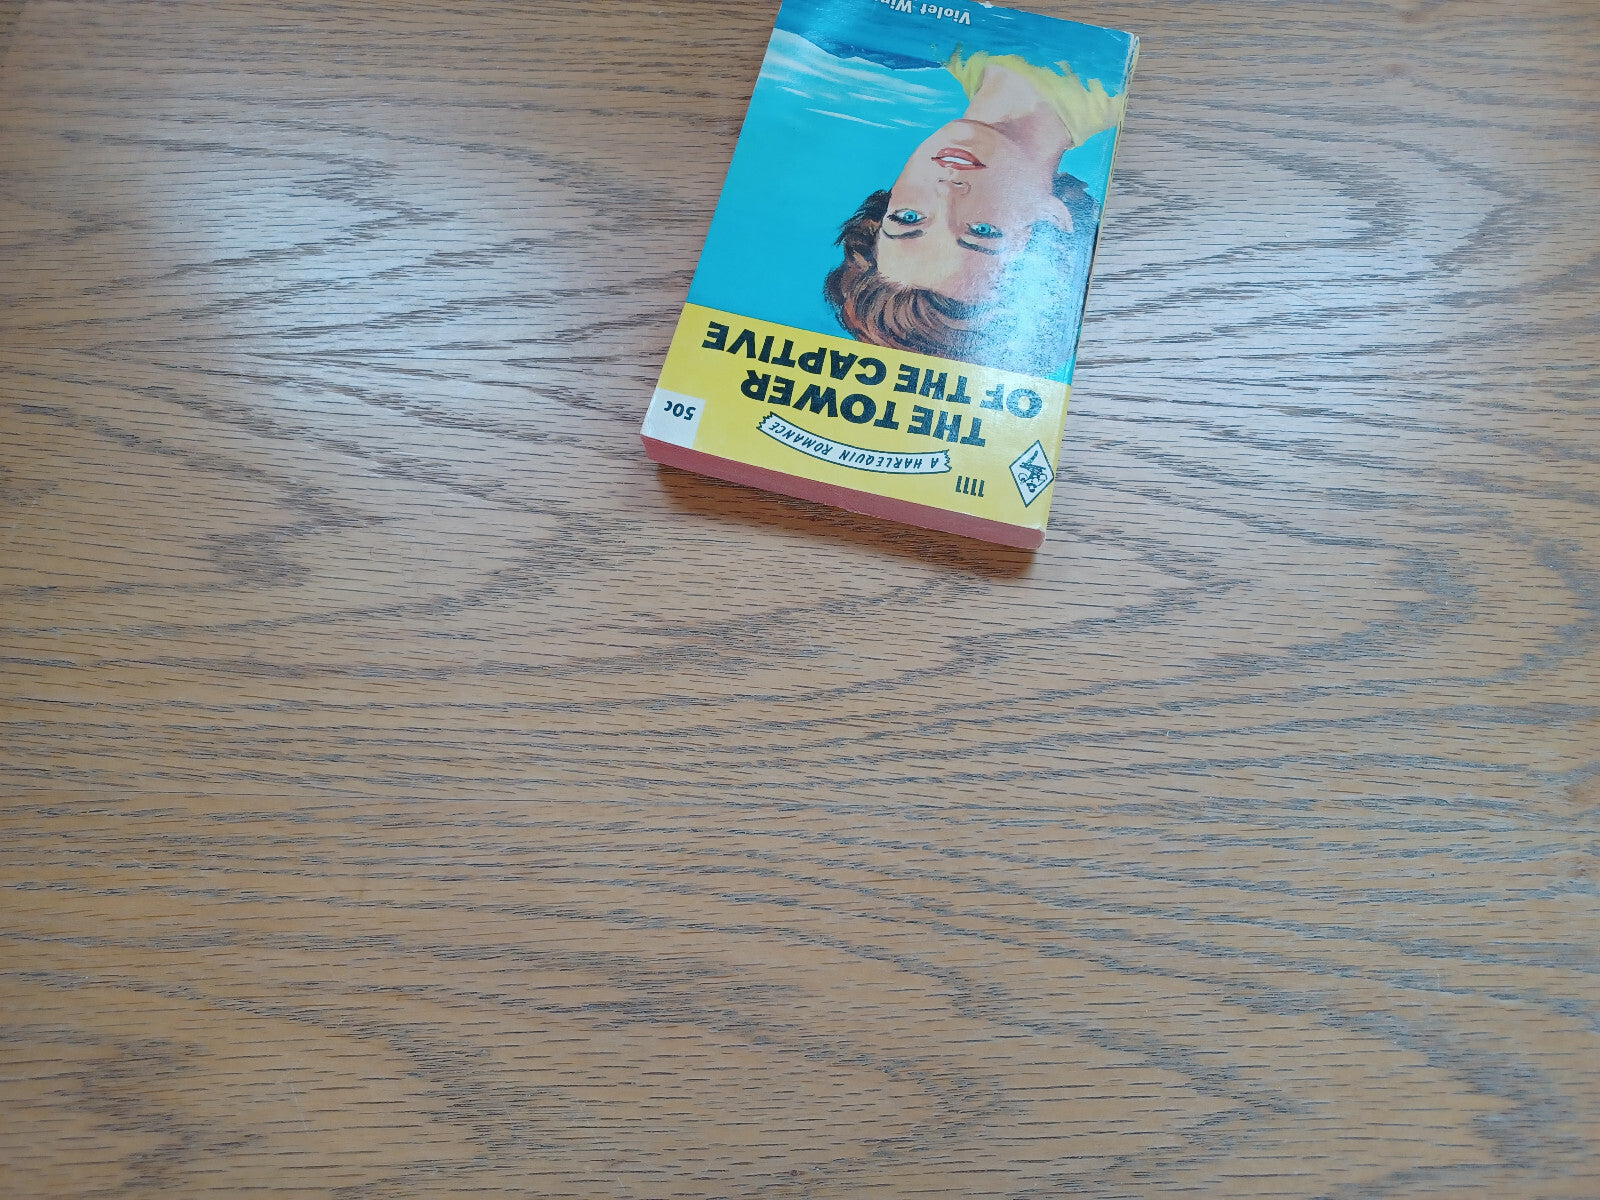 1111
A HARLEQUIN ROMANCE
50c
THE TOWER
OF THE CAPTIVE
Violet